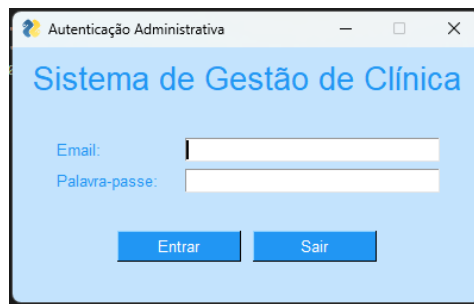 Autenticação Administrativa
Sistema de Gestão de Clínica
Email:
Palavra-passe:
Entrar Sair